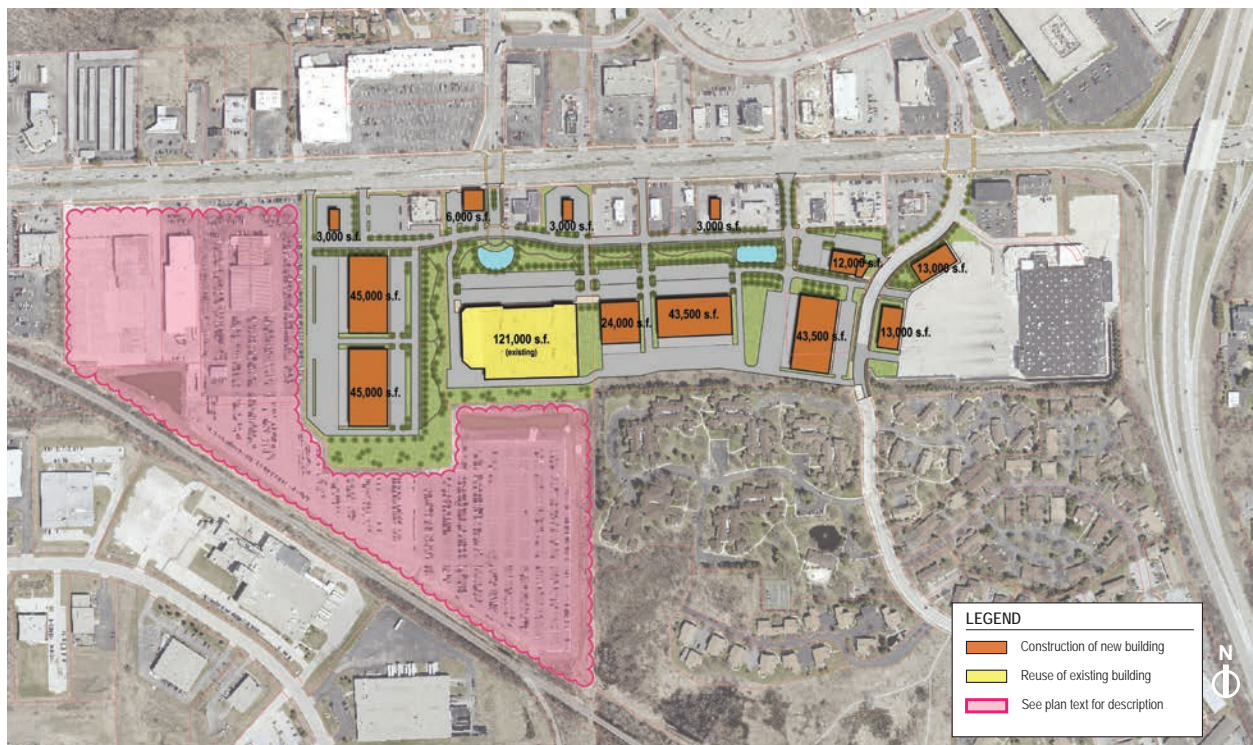 6,000 s.f.
3,000 s.f.
3,000 s.f.
3,000 s.f.
12,000 s.f.
13,000 s.f.
45,000 s.f.
24,000 s.f.
43,500 s.f.
13,000 s.f.
121,000 s.f.
(existing)
43,500 s.f.
45,000 s.f.
LEGEND
Construction of new building
Reuse of existing building
See plan text for description
N